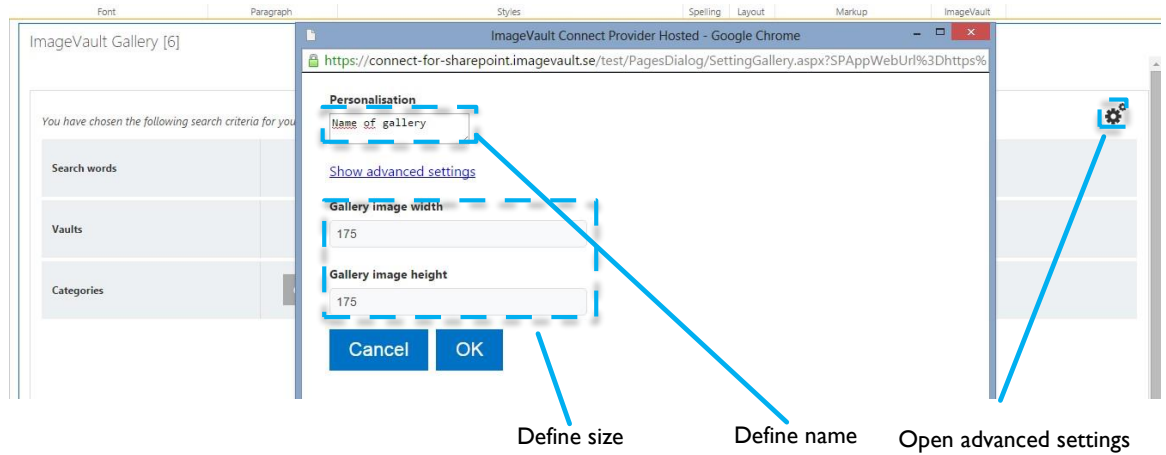 Font Paragraph Styles Spelling Layout Markup ImageVault
ImageVault Gallery [6]
ImageVault Connect Provider Hosted - Google Chrome
https://connect-for-sharepoint.imagevault.se/test/PagesDialog/SettingGallery.aspx?SPAppWebUrl%3Dhttps%
You have chosen the following search criteria for you
Search words
Vaults
Categories
Personalisation
Name of gallery
Show advanced settings
Gallery image width
175
Gallery image height
175
Cancel OK
Define size Define name Open advanced settings